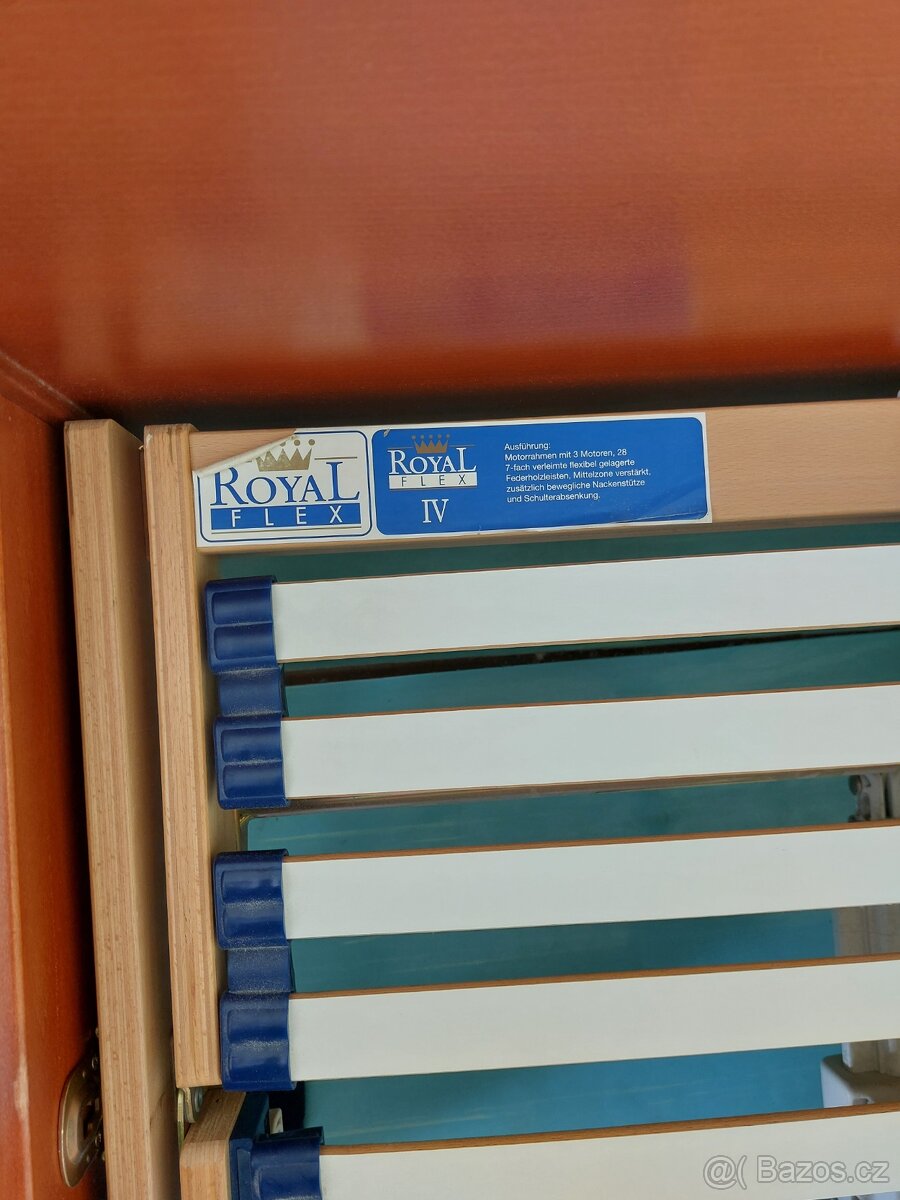 ROYAL
FLEX
ROYAL
FLEX
IV
Ausführung:
Motorrahmen mit 3 Motoren, 28
7-fach verleimte flexibel gelagerte
Federholzleisten, Mittelzone verstärkt,
zusätzlich bewegliche Nackenstütze
und Schulterabsenkung.
@( Bazos.cz